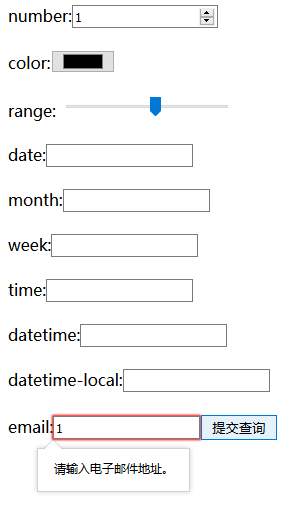 number:1
color:
range:
date:
month:
week:
time:
datetime:
datetime-local:
email:1 提交查询
请输入电子邮件地址。